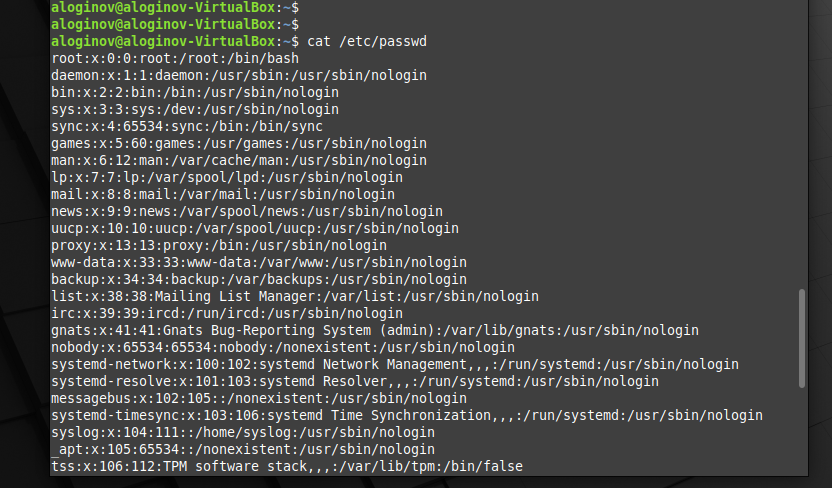 aloginov@aloginov-VirtualBox:~$
aloginov@aloginov-VirtualBox:~$
aloginov@aloginov-VirtualBox:~$ cat /etc/passwd
root:x:0:0:root:/root:/bin/bash
daemon:x:1:1:daemon:/usr/sbin:/usr/sbin/nologin
bin:x:2:2:bin:/bin:/usr/sbin/nologin
sys:x:3:3:sys:/dev:/usr/sbin/nologin
sync:x:4:65534:sync:/bin:/bin/sync
games:x:5:60:games:/usr/games:/usr/sbin/nologin
man:x:6:12:man:/var/cache/man:/usr/sbin/nologin
lp:x:7:7:lp:/var/spool/lpd:/usr/sbin/nologin
mail:x:8:8:mail:/var/mail:/usr/sbin/nologin
news:x:9:9:news:/var/spool/news:/usr/sbin/nologin
uucp:x:10:10:uucp:/var/spool/uucp:/usr/sbin/nologin
proxy:x:13:13:proxy:/bin:/usr/sbin/nologin
www-data:x:33:33:www-data:/var/www:/usr/sbin/nologin
backup:x:34:34:backup:/var/backups:/usr/sbin/nologin
list:x:38:38:Mailing List Manager:/var/list:/usr/sbin/nologin
irc:x:39:39:ircd:/run/ircd:/usr/sbin/nologin
gnats:x:41:41:Gnats Bug-Reporting System (admin):/var/lib/gnats:/usr/sbin/nologin
nobody:x:65534:65534:nobody:/nonexistent:/usr/sbin/nologin
systemd-network:x:100:102:systemd Network Management,,,:/run/systemd:/usr/sbin/nologin
systemd-resolve:x:101:103:systemd Resolver,,,:/run/systemd:/usr/sbin/nologin
messagebus:x:102:105::/nonexistent:/usr/sbin/nologin
systemd-timesync:x:103:106:systemd Time Synchronization,,,:/run/systemd:/usr/sbin/nologin
syslog:x:104:111::/home/syslog:/usr/sbin/nologin
_apt:x:105:65534::/nonexistent:/usr/sbin/nologin
tss:x:106:112:TPM software stack,,,:/var/lib/tpm:/bin/false